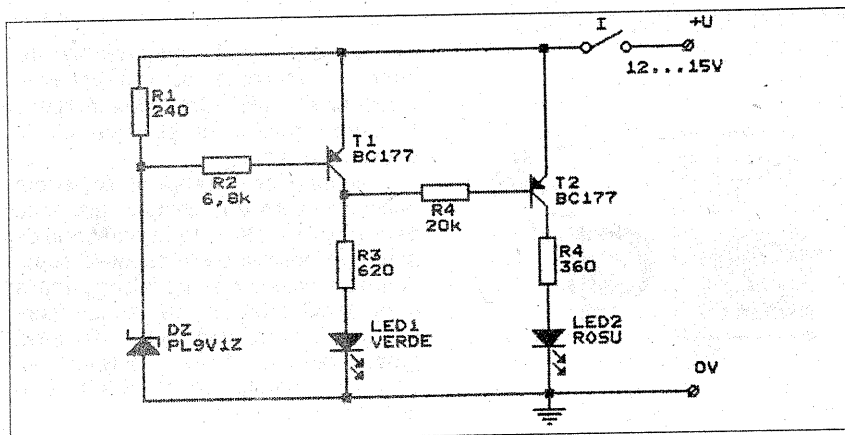 I
+U
12...15V
R1
240
T1
BC177
R2
6,8k
T2
BC177
R4
20k
R3
620
R4
360
DZ
PL9V1Z
LED1
VERDE
LED2
ROSU
0V